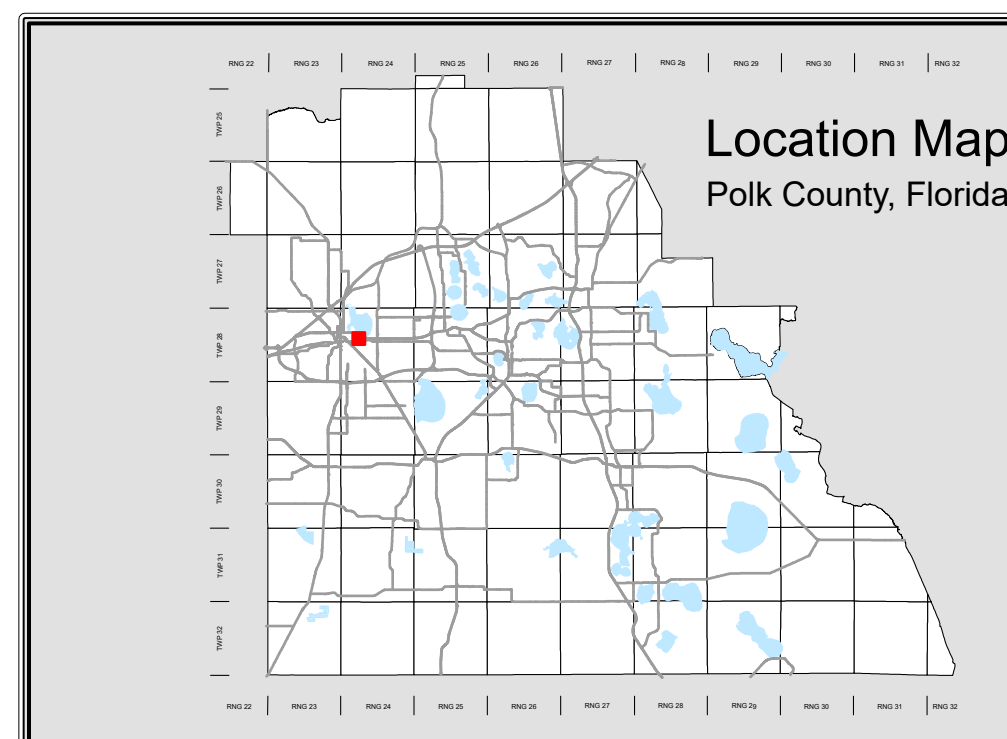 RNG 22 RNG 23 RNG 24 RNG 25 RNG 26 RNG 27 RNG 28 RNG 29 RNG 30 RNG 31 RNG 32
Location Map
Polk County, Florida
TWP 25
TWP 26
TWP 27
TWP 28
TWP 29
TWP 30
TWP 31
TWP 32
RNG 22 RNG 23 RNG 24 RNG 25 RNG 26 RNG 27 RNG 28 RNG 29 RNG 30 RNG 31 RNG 32